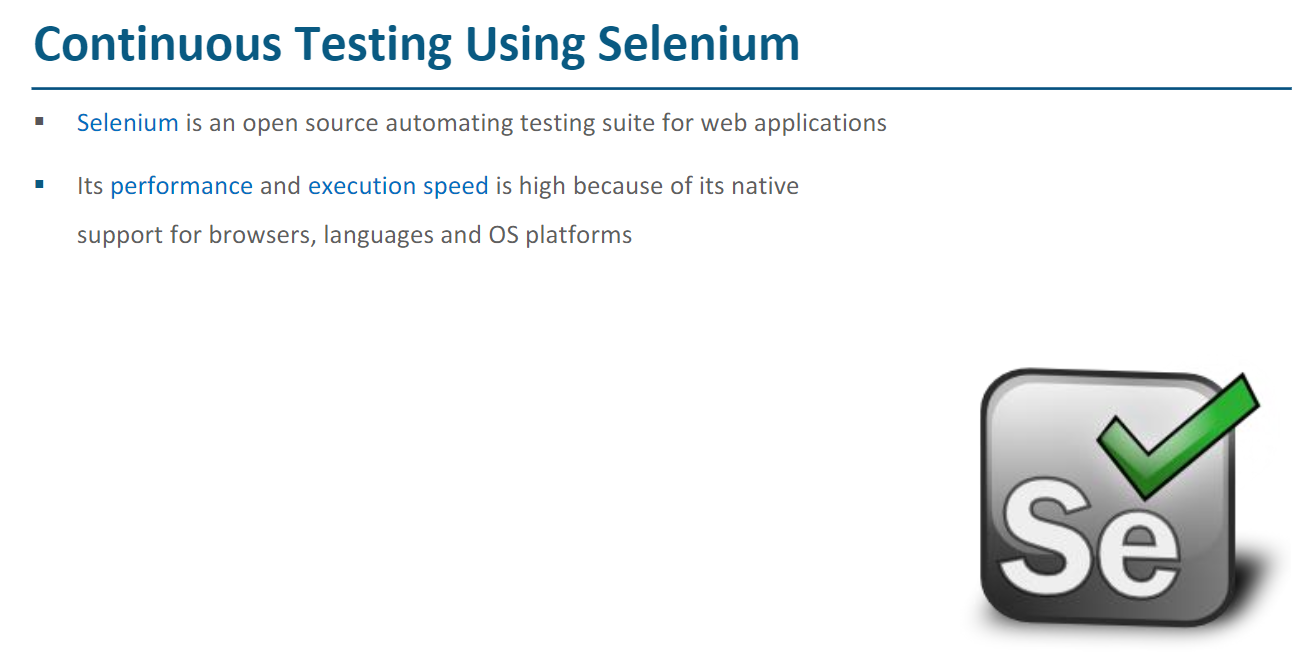 Continuous Testing Using Selenium
▪ Selenium is an open source automating testing suite for web applications
▪ Its performance and execution speed is high because of its native
support for browsers, languages and OS platforms
Se